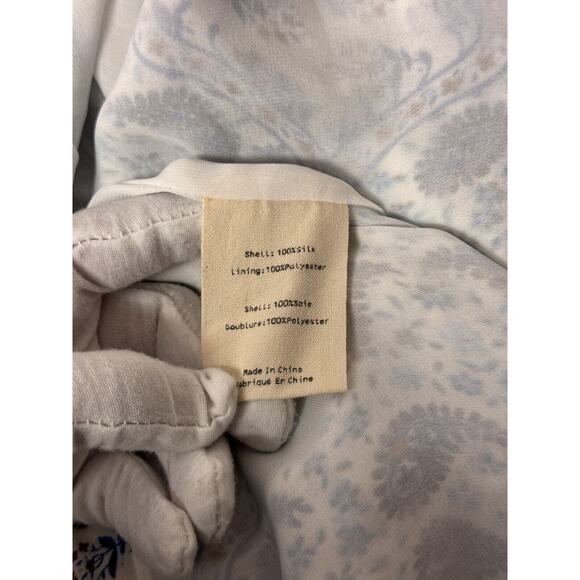 Shell: 100%Silk
lining:100%Polyester
Shell: 100%Soie
Doublure:100%Polyester
Made In China
Fabriqué En Chine